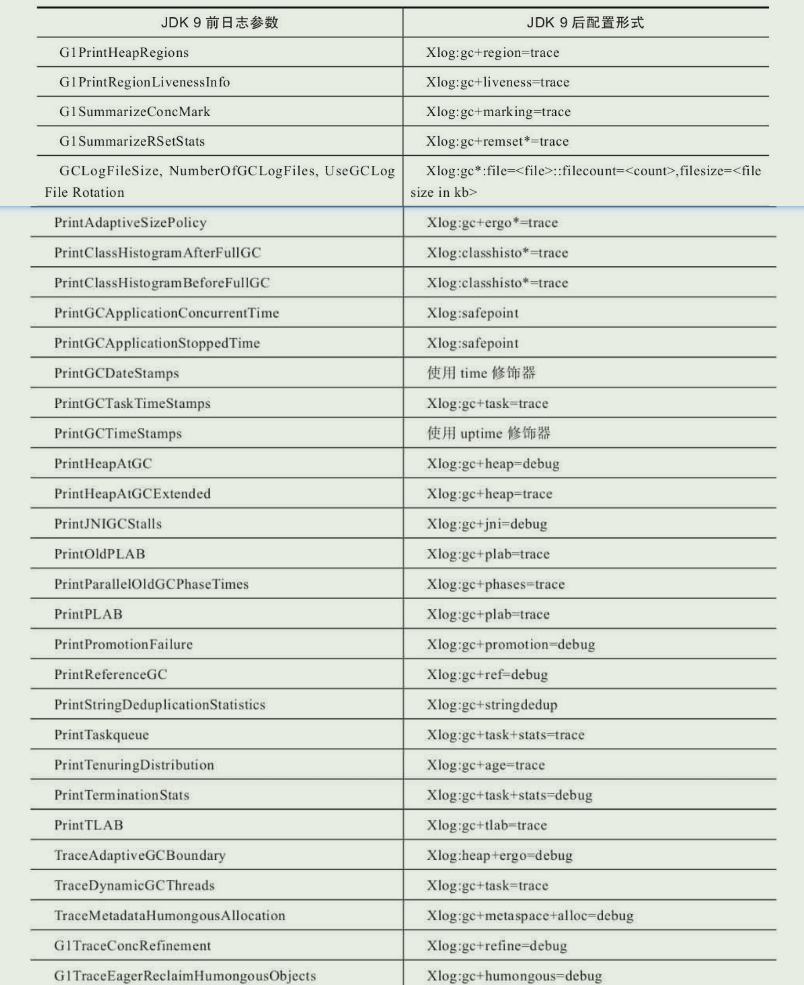 JDK 9 前日志参数 JDK 9 后配置形式
G1PrintHeapRegions Xlog:gc+region=trace
G1PrintRegionLivenessInfo Xlog:gc+liveness=trace
G1SummarizeConcMark Xlog:gc+marking=trace
G1SummarizeRSetStats Xlog:gc+remset*=trace
GCLogFileSize, NumberOfGCLogFiles, UseGCLog Xlog:gc*:file=<file>::filecount=<count>,filesize=<file
File Rotation size in kb>
PrintAdaptiveSizePolicy Xlog:gc+ergo*=trace
PrintClassHistogramAfterFullGC Xlog:classhisto*=trace
PrintClassHistogramBeforeFullGC Xlog:classhisto*=trace
PrintGCApplicationConcurrentTime Xlog:safepoint
PrintGCApplicationStoppedTime Xlog:safepoint
PrintGCDateStamps 使用 time 修饰器
PrintGCTaskTimeStamps Xlog:gc+task=trace
PrintGCTimeStamps 使用 uptime 修饰器
PrintHeapAtGC Xlog:gc+heap=debug
PrintHeapAtGCExtended Xlog:gc+heap=trace
PrintJNIGCStalls Xlog:gc+jni=debug
PrintOldPLAB Xlog:gc+plab=trace
PrintParallelOldGCPhaseTimes Xlog:gc+phases=trace
PrintPLAB Xlog:gc+plab=trace
PrintPromotionFailure Xlog:gc+promotion=debug
PrintReferenceGC Xlog:gc+ref=debug
PrintStringDeduplicationStatistics Xlog:gc+stringdedup
PrintTaskqueue Xlog:gc+task+stats=trace
PrintTenuringDistribution Xlog:gc+age=trace
PrintTerminationStats Xlog:gc+task+stats=debug
PrintTLAB Xlog:gc+tlab=trace
TraceAdaptiveGCBoundary Xlog:heap+ergo=debug
TraceDynamicGCThreads Xlog:gc+task=trace
TraceMetadataHumongousAllocation Xlog:gc+metaspace+alloc=debug
G1TraceConcRefinement Xlog:gc+refine=debug
G1TraceEagerReclaimHumongousObjects Xlog:gc+humongous=debug